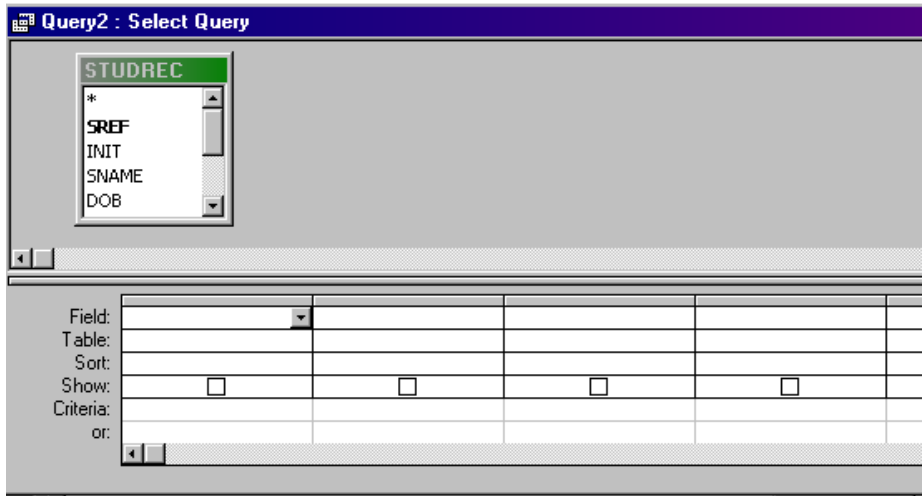 Query2 : Select Query
STUDREC
*
SREF
INIT
SNAME
DOB
Field:
Table:
Sort:
Show:
Criteria:
or: